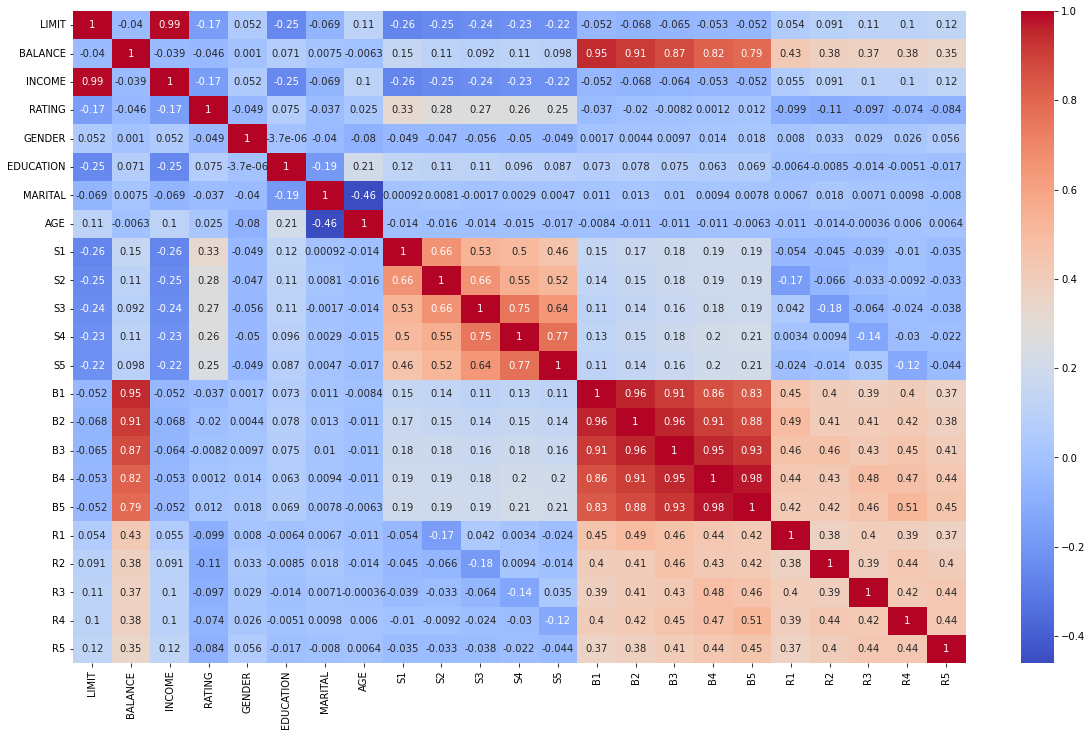 LIMIT 1 -0.04 0.99 -0.17 0.052 -0.25 -0.069 0.11 -0.26 -0.25 -0.24 -0.23 -0.22 -0.052 -0.068 -0.065 -0.053 -0.052 0.054 0.091 0.11 0.1 0.12 1.0
BALANCE -0.04 1 -0.039 -0.046 0.001 0.071 0.0075 -0.0063 0.15 0.11 0.092 0.11 0.098 0.95 0.91 0.87 0.82 0.79 0.43 0.38 0.37 0.38 0.35
INCOME 0.99 -0.039 1 -0.17 0.052 -0.25 -0.069 0.1 -0.26 -0.25 -0.24 -0.23 -0.22 -0.052 -0.068 -0.064 -0.053 -0.052 0.055 0.091 0.1 0.1 0.12
0.8
RATING -0.17 -0.046 -0.17 1 -0.049 0.075 -0.037 0.025 0.33 0.28 0.27 0.26 0.25 -0.037 -0.02 -0.0082 0.0012 0.012 -0.099 -0.11 -0.097 -0.074 -0.084
GENDER 0.052 0.001 0.052 -0.049 1 -3.7e-06 -0.04 -0.08 -0.049 -0.047 -0.056 -0.05 -0.049 0.0017 0.0044 0.0097 0.014 0.018 0.008 0.033 0.029 0.026 0.056
EDUCATION -0.25 0.071 -0.25 0.075 -3.7e-06 1 -0.19 0.21 0.12 0.11 0.11 0.096 0.087 0.073 0.078 0.075 0.063 0.069 -0.0064 -0.0085 -0.014 -0.0051 -0.017
0.6
MARITAL -0.069 0.0075 -0.069 -0.037 -0.04 -0.19 1 -0.46 0.00092 0.0081 -0.0017 0.0029 0.0047 0.011 0.013 0.01 0.0094 0.0078 0.0067 0.018 0.0071 0.0098 -0.008
AGE 0.11 -0.0063 0.1 0.025 -0.08 0.21 -0.46 1 -0.014 -0.016 -0.014 -0.015 -0.017 -0.0084 -0.011 -0.011 -0.011 -0.0063 -0.011 -0.014 -0.00036 0.006 0.0064
S1 -0.26 0.15 -0.26 0.33 -0.049 0.12 0.00092 -0.014 1 0.66 0.53 0.5 0.46 0.15 0.17 0.18 0.19 0.19 -0.054 -0.045 -0.039 -0.01 -0.035
0.4
S2 -0.25 0.11 -0.25 0.28 -0.047 0.11 0.0081 -0.016 0.66 1 0.66 0.55 0.52 0.14 0.15 0.18 0.19 0.19 -0.17 -0.066 -0.033 -0.0092 -0.033
S3 -0.24 0.092 -0.24 0.27 -0.056 0.11 -0.0017 -0.014 0.53 0.66 1 0.75 0.64 0.11 0.14 0.16 0.18 0.19 0.042 -0.18 -0.064 -0.024 -0.038
S4 -0.23 0.11 -0.23 0.26 -0.05 0.096 0.0029 -0.015 0.5 0.55 0.75 1 0.77 0.13 0.15 0.14 0.16 0.2 0.21 0.0034 0.0094 -0.14 -0.03 -0.022
S5 -0.22 0.098 -0.22 0.25 -0.049 0.087 0.0047 -0.017 0.46 0.52 0.64 0.77 1 0.11 0.14 0.16 0.2 0.21 -0.024 -0.014 0.035 -0.12 -0.044
0.2
B1 -0.052 0.95 -0.052 -0.037 0.0017 0.073 0.011 -0.0084 0.15 0.14 0.11 0.13 0.11 1 0.96 0.91 0.86 0.83 0.45 0.4 0.39 0.4 0.37
B2 -0.068 0.91 -0.068 -0.02 0.0044 0.078 0.013 -0.011 0.17 0.15 0.14 0.15 0.14 0.96 1 0.96 0.91 0.88 0.49 0.41 0.41 0.42 0.38
B3 -0.065 0.87 -0.064 -0.0082 0.0097 0.075 0.01 -0.011 0.18 0.18 0.16 0.18 0.16 0.91 0.96 1 0.95 0.93 0.46 0.46 0.43 0.45 0.41
0.0
B4 -0.053 0.82 -0.053 0.0012 0.014 0.063 0.0094 -0.011 0.19 0.19 0.18 0.2 0.2 0.86 0.91 0.95 1 0.98 0.44 0.43 0.48 0.47 0.44
B5 -0.052 0.79 -0.052 0.012 0.018 0.069 0.0078 -0.0063 0.19 0.19 0.19 0.21 0.21 0.83 0.88 0.93 0.98 1 0.42 0.42 0.46 0.51 0.45
R1 0.054 0.43 0.055 -0.099 0.008 -0.0064 0.0067 -0.011 -0.054 -0.17 0.042 0.0034 -0.024 0.45 0.49 0.46 0.44 0.42 1 0.38 0.4 0.39 0.37
−0.2
R2 0.091 0.38 0.091 -0.11 0.033 -0.0085 0.018 -0.014 -0.045 -0.066 -0.18 0.0094 -0.014 0.4 0.41 0.46 0.43 0.42 0.38 1 0.39 0.44 0.4
R3 0.11 0.37 0.1 -0.097 0.029 -0.014 0.0071 -0.00036 -0.039 -0.033 -0.064 -0.14 0.035 0.39 0.41 0.43 0.48 0.46 0.4 0.39 1 0.42 0.44
R4 0.1 0.38 0.1 -0.074 0.026 -0.0051 0.0098 0.006 -0.01 -0.0092 -0.024 -0.03 -0.12 0.4 0.42 0.45 0.47 0.51 0.39 0.44 0.42 1 0.44
−0.4
R5 0.12 0.35 0.12 -0.084 0.056 -0.017 -0.008 0.0064 -0.035 -0.033 -0.038 -0.022 -0.044 0.37 0.38 0.41 0.44 0.45 0.37 0.4 0.44 0.44 1
LIMIT BALANCE INCOME RATING GENDER EDUCATION MARITAL AGE S1 S2 S3 S4 S5 B1 B2 B3 B4 B5 R1 R2 R3 R4 R5